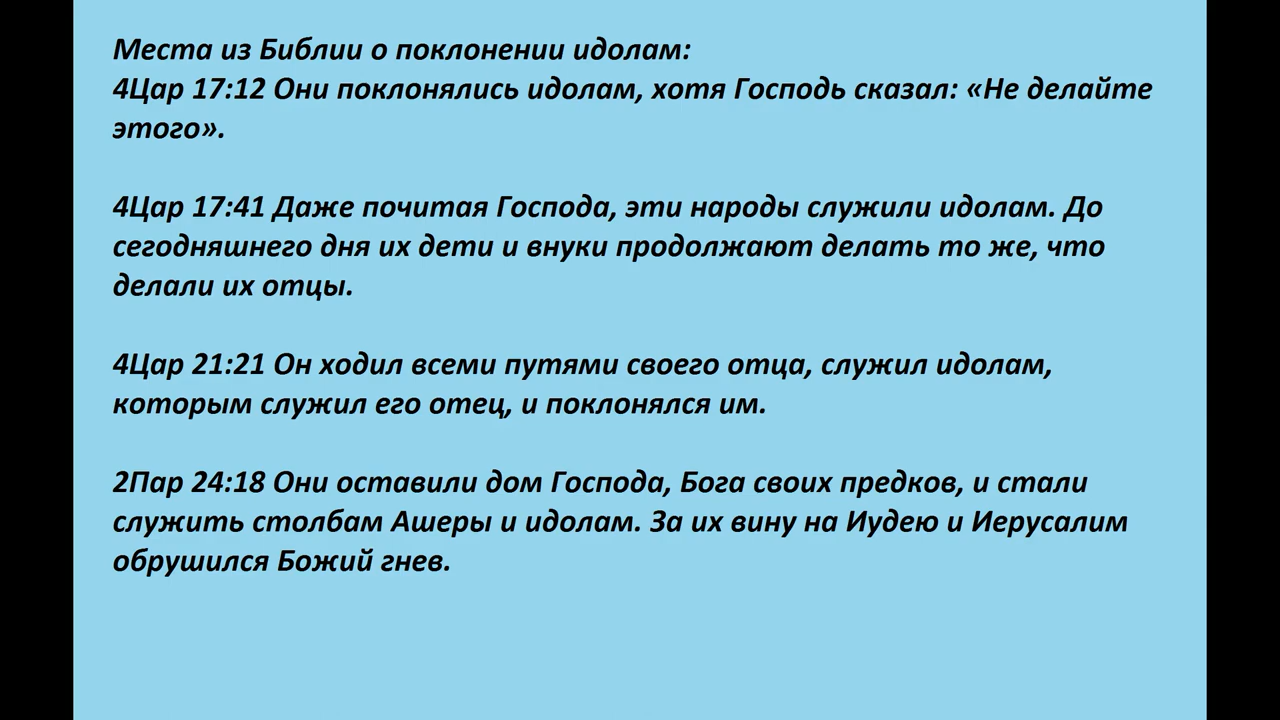 Места из Библии о поклонении идолам:
4Цар 17:12 Они поклонялись идолам, хотя Господь сказал: «Не делайте
этого».
4Цар 17:41 Даже почитая Господа, эти народы служили идолам. До
сегодняшнего дня их дети и внуки продолжают делать то же, что
делали их отцы.
4Цар 21:21 Он ходил всеми путями своего отца, служил идолам,
которым служил его отец, и поклонялся им.
2Пар 24:18 Они оставили дом Господа, Бога своих предков, и стали
служить столбам Ашеры и идолам. За их вину на Иудею и Иерусалим
обрушился Божий гнев.